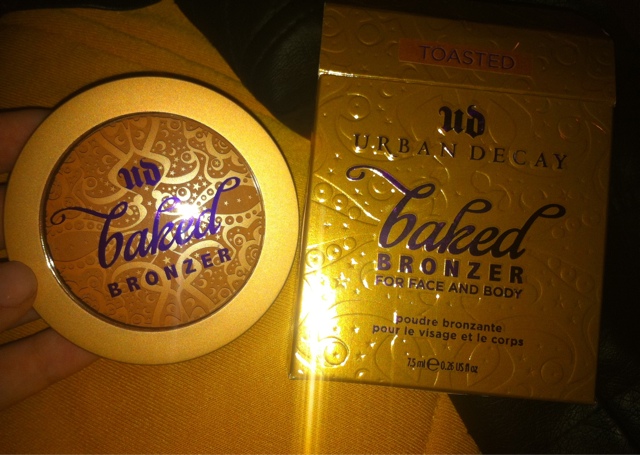 ud
baked
BRONZER
TOASTED
ud
URBAN DECAY
baked
BRONZER
FOR FACE AND BODY
poudre bronzante
pour le visage et le corps
7.5 ml ℮ 0.26 US fl oz